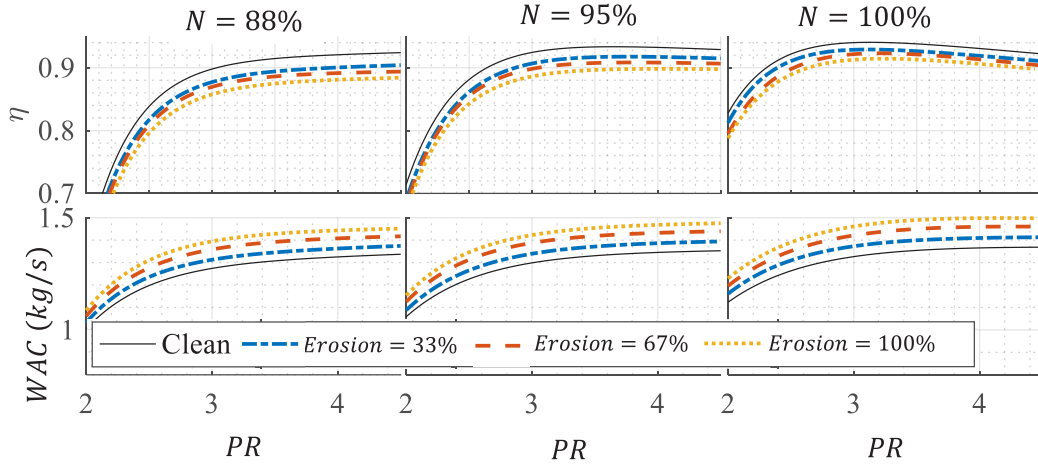 N = 88%
N = 95%
N = 100%
η
0.9
0.8
0.7
WAC (kg/s)
1.5
1
Clean
Erosion = 33%
Erosion = 67%
Erosion = 100%
2 3 4
2 3 4
2 3 4
PR
PR
PR